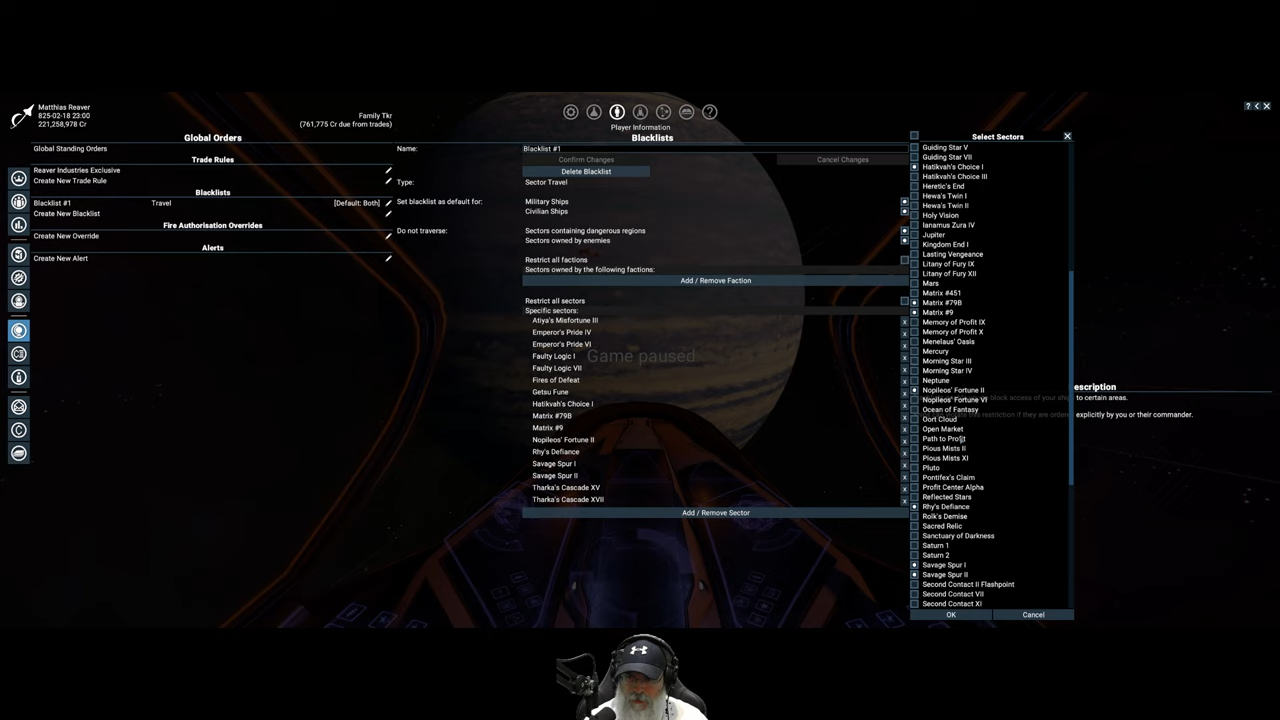 Matthias Reaver
825-02-18 23:00
221,258,978 Cr
Family Tkr
(761,775 Cr due from trades)
Player Information
? < X
Global Orders
Global Standing Orders
Trade Rules
Reaver Industries Exclusive
Create New Trade Rule
Blacklists
Blacklist #1 Travel [Default: Both]
Create New Blacklist
Fire Authorisation Overrides
Create New Override
Alerts
Create New Alert
Blacklists
Name: Blacklist #1
Confirm Changes Cancel Changes
Delete Blacklist
Type: Sector Travel
Set blacklist as default for: Military Ships
Civilian Ships
Do not traverse: Sectors containing dangerous regions
Sectors owned by enemies
Restrict all factions
Sectors owned by the following factions:
Add / Remove Faction
Restrict all sectors
Specific sectors:
Atiya's Misfortune III x
Emperor's Pride IV x
Emperor's Pride VI x
Faulty Logic I x
Faulty Logic VII x
Fires of Defeat x
Getsu Fune x
Hatikvah's Choice I x
Matrix #79B x
Matrix #9 x
Nopileos' Fortune II x
Rhy's Defiance x
Savage Spur I x
Savage Spur II x
Tharka's Cascade XV x
Tharka's Cascade XVII x
Add / Remove Sector
Game paused
Select Sectors X
Guiding Star V
Guiding Star VII
Hatikvah's Choice I
Hatikvah's Choice III
Heretic's End
Hewa's Twin I
Hewa's Twin II
Holy Vision
Ianamus Zura IV
Jupiter
Kingdom End I
Lasting Vengeance
Litany of Fury IX
Litany of Fury XII
Mars
Matrix #451
Matrix #79B
Matrix #9
Memory of Profit IX
Memory of Profit X
Menelaus' Oasis
Mercury
Morning Star III
Morning Star IV
Neptune
Nopileos' Fortune II
Nopileos' Fortune VI
Ocean of Fantasy
Oort Cloud
Open Market
Path to Profit
Pious Mists II
Pious Mists XI
Pluto
Pontifex's Claim
Profit Center Alpha
Reflected Stars
Rhy's Defiance
Rolk's Demise
Sacred Relic
Sanctuary of Darkness
Saturn 1
Saturn 2
Savage Spur I
Savage Spur II
Second Contact II Flashpoint
Second Contact VII
Second Contact XI
OK Cancel
escription
block access of your to certain areas.
this restriction if they are explicitly by you or their commander.